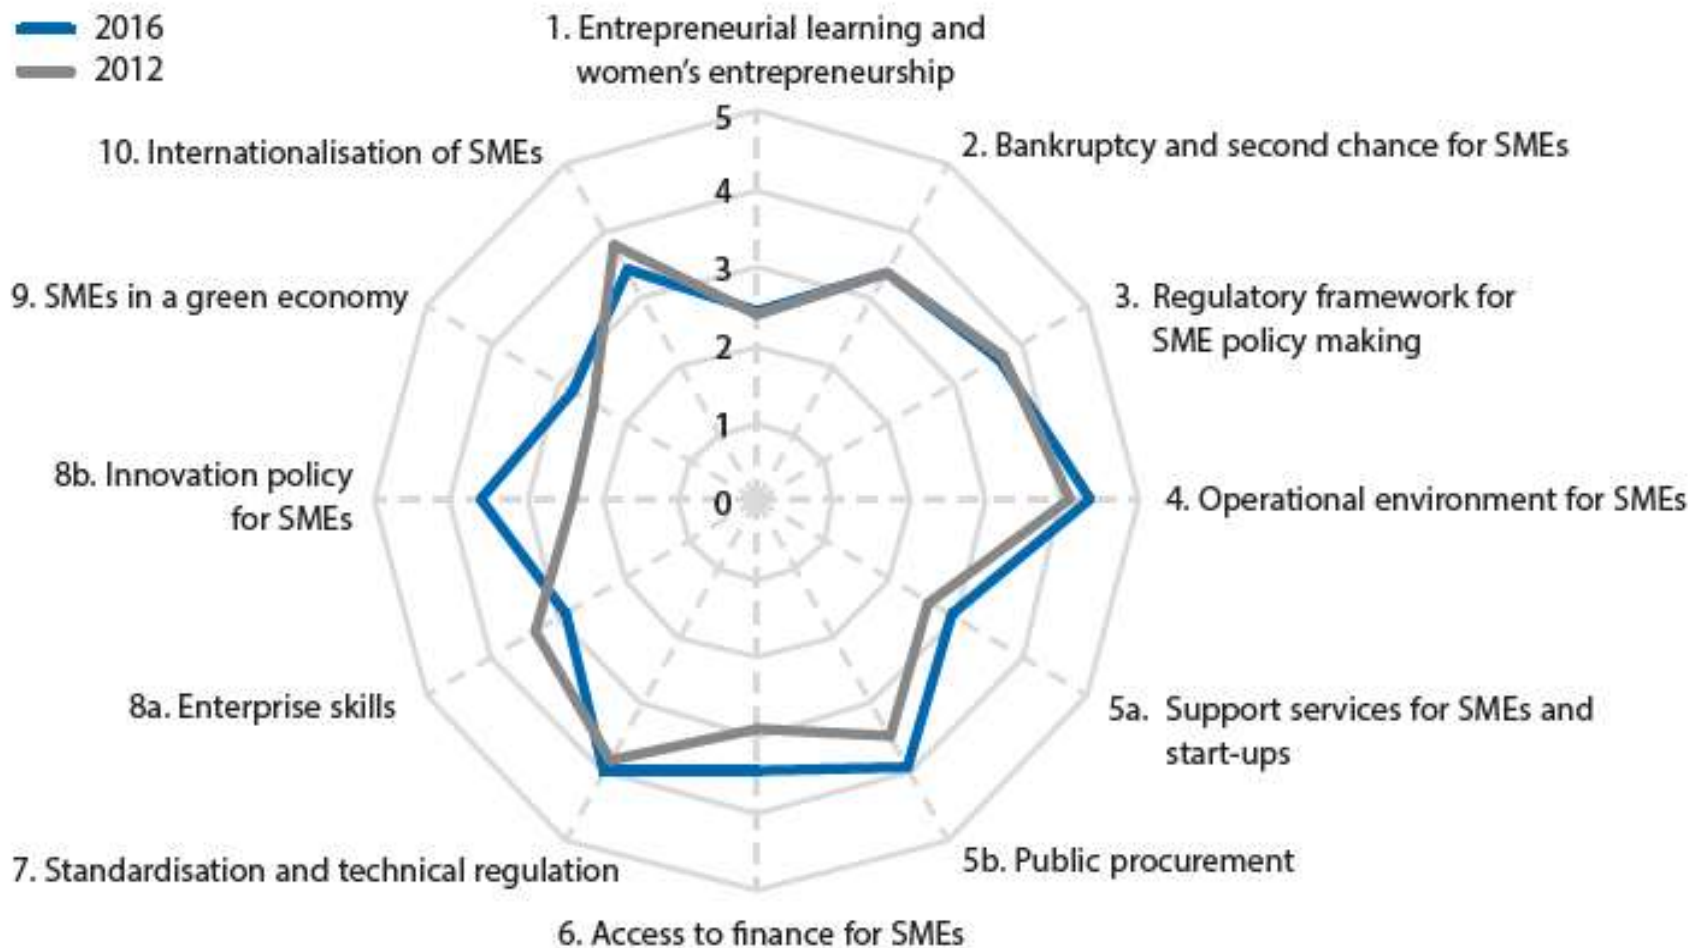 2016
2012
1. Entrepreneurial learning and
women's entrepreneurship
10. Internationalisation of SMEs
2. Bankruptcy and second chance for SMEs
9. SMEs in a green economy
3. Regulatory framework for
SME policy making
8b. Innovation policy
for SMEs
4. Operational environment for SMEs
8a. Enterprise skills
5a. Support services for SMEs and
start-ups
7. Standardisation and technical regulation
5b. Public procurement
6. Access to finance for SMEs
5
4
3
2
1
0